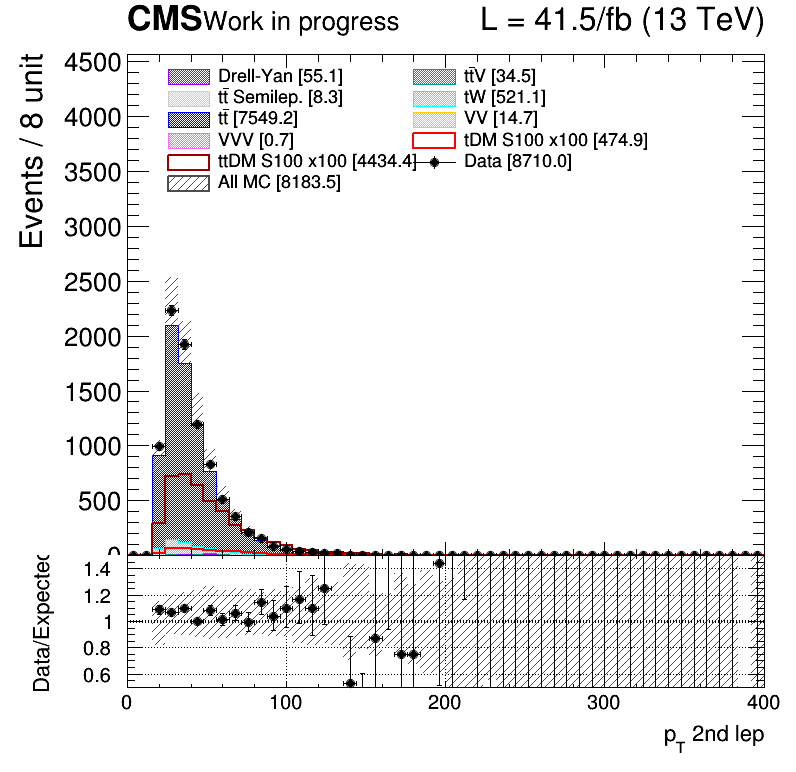 CMS Work in progress L = 41.5/fb (13 TeV)
Events / 8 unit
4500
4000
3500
3000
2500
2000
1500
1000
500
0
Drell-Yan [55.1] tt̄V [34.5]
tt̄ Semilep. [8.3] tW [521.1]
tt̄ [7549.2] VV [14.7]
VVV [0.7] tDM S100 x100 [474.9]
ttDM S100 x100 [4434.4] Data [8710.0]
All MC [8183.5]
Data/Expected
1.4
1.2
1
0.8
0.6
0 100 200 300 400
p_T 2nd lep